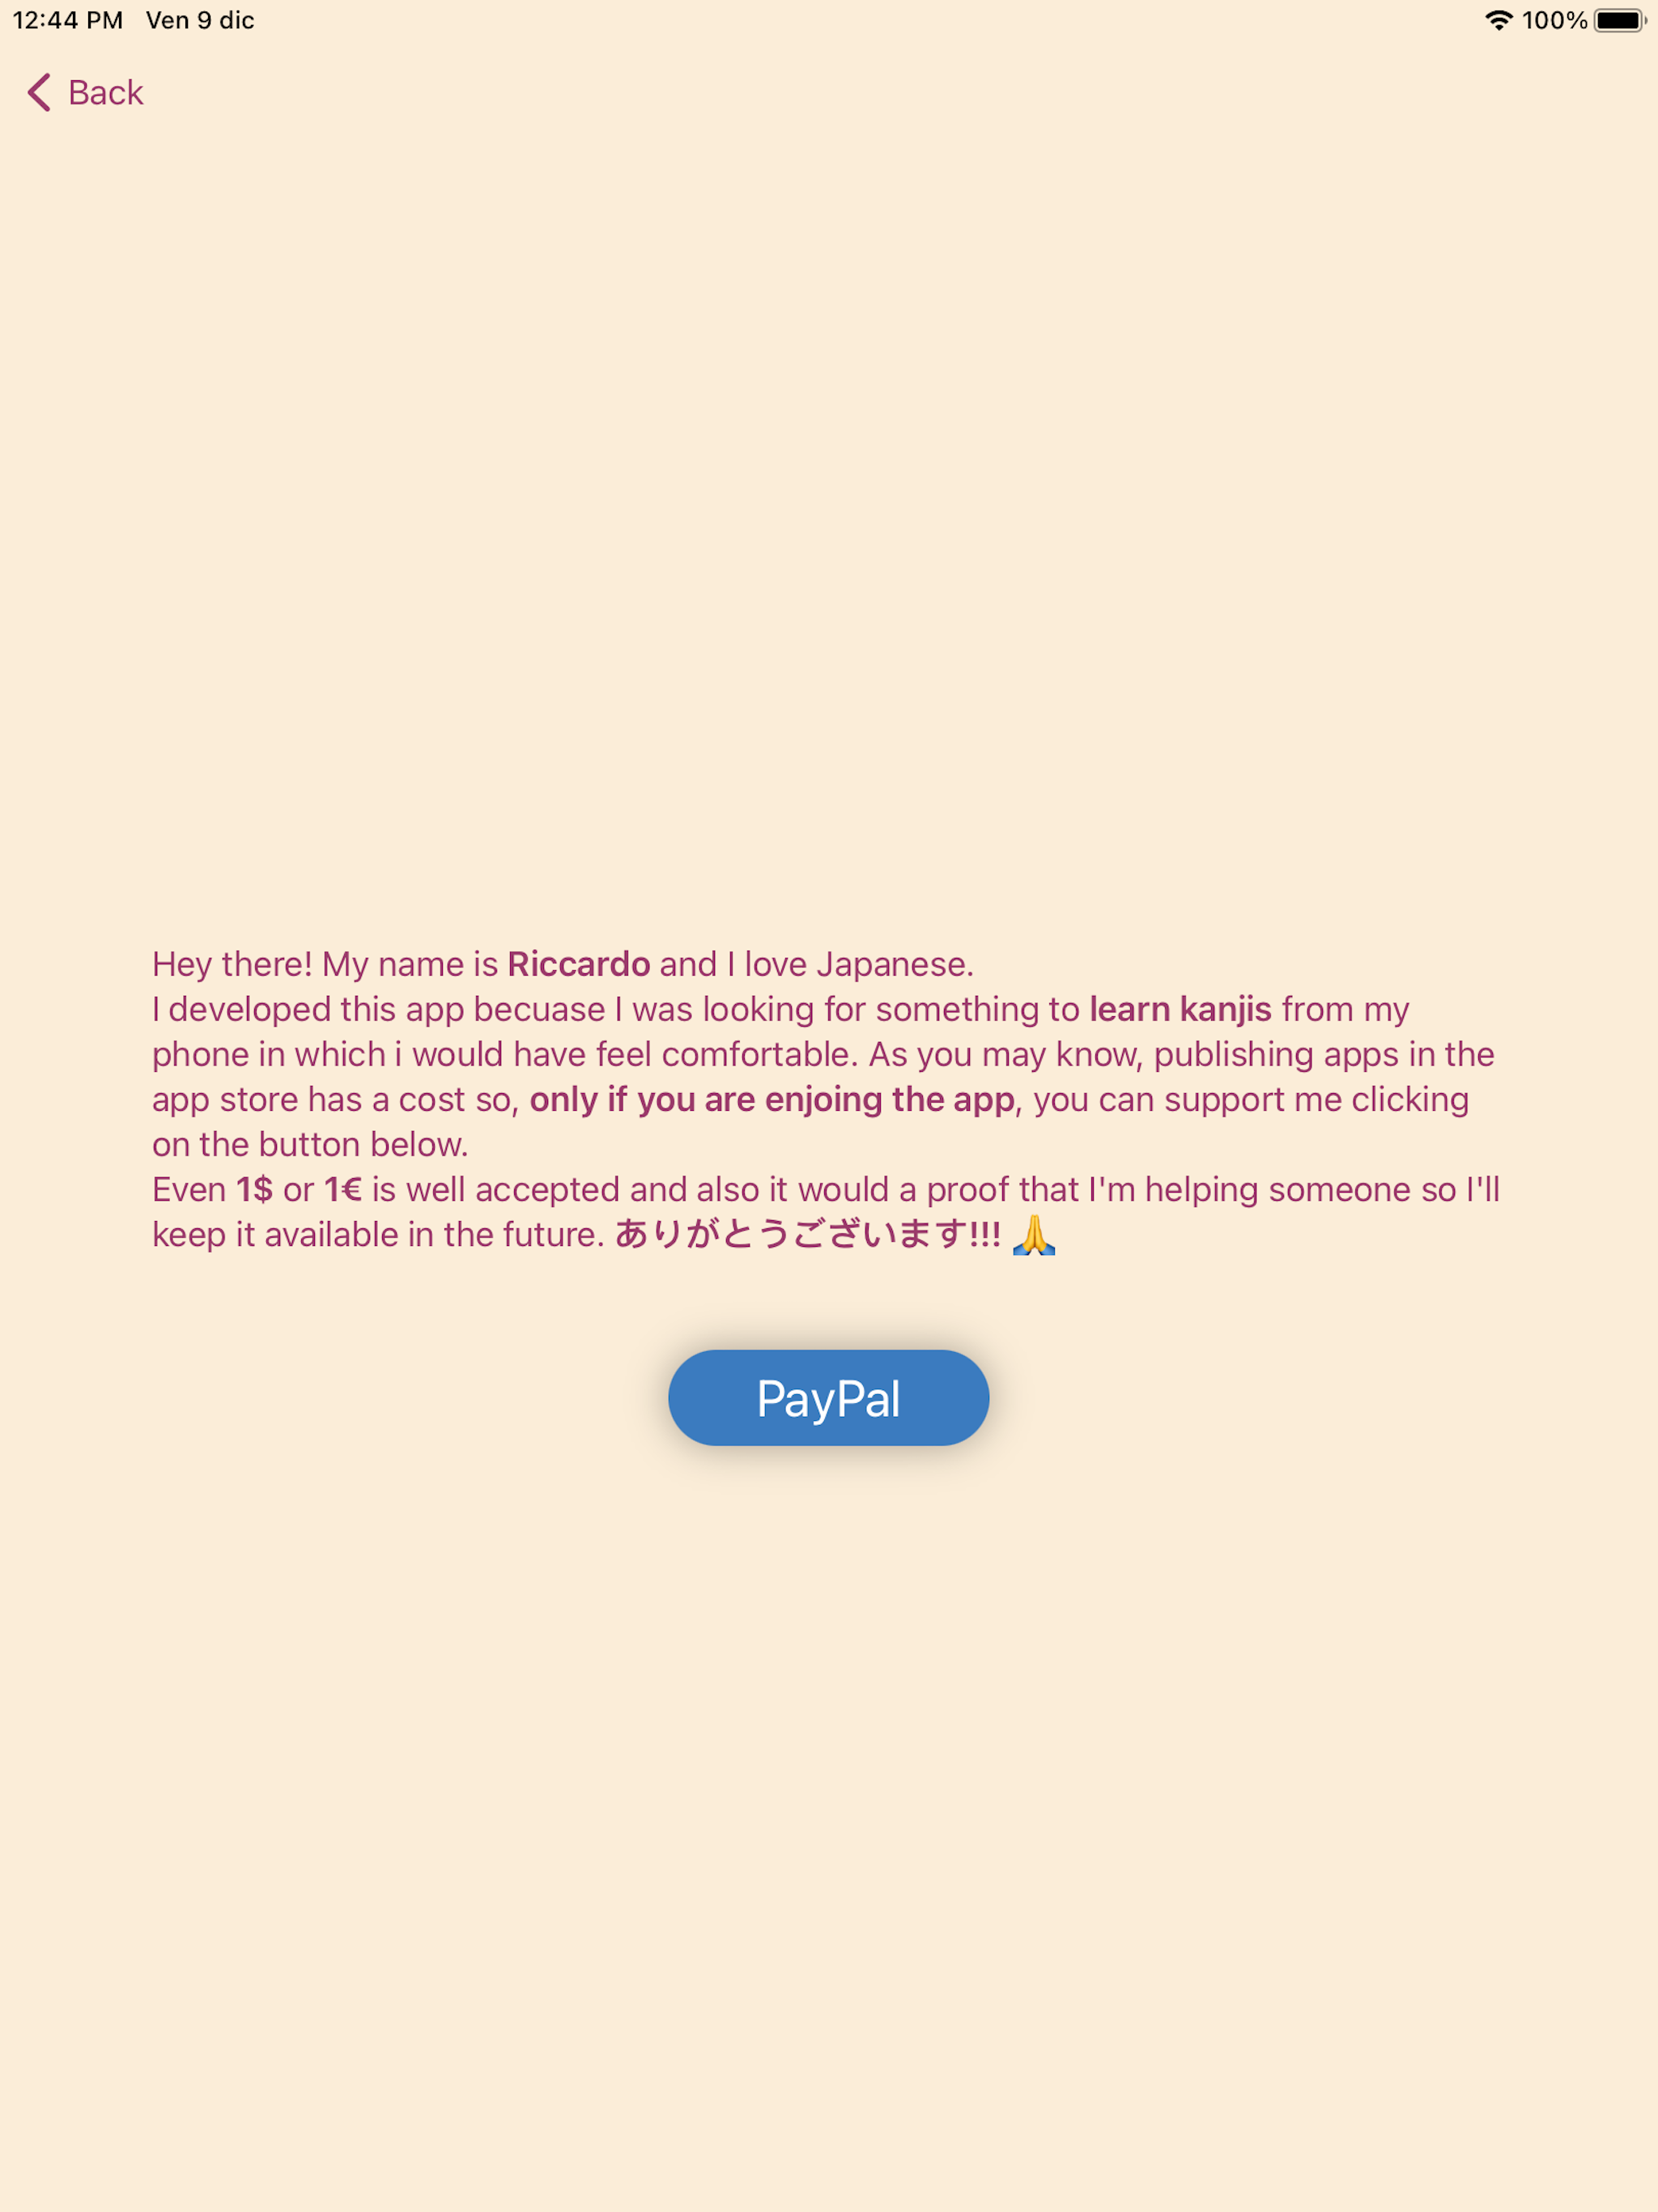 12:44 PM Ven 9 dic 100%
Back
Hey there! My name is Riccardo and I love Japanese.
I developed this app becuase I was looking for something to learn kanjis from my
phone in which i would have feel comfortable. As you may know, publishing apps in the
app store has a cost so, only if you are enjoing the app, you can support me clicking
on the button below.
Even 1$ or 1€ is well accepted and also it would a proof that I'm helping someone so I'll
keep it available in the future. ありがとうございます!!! 🙏
PayPal